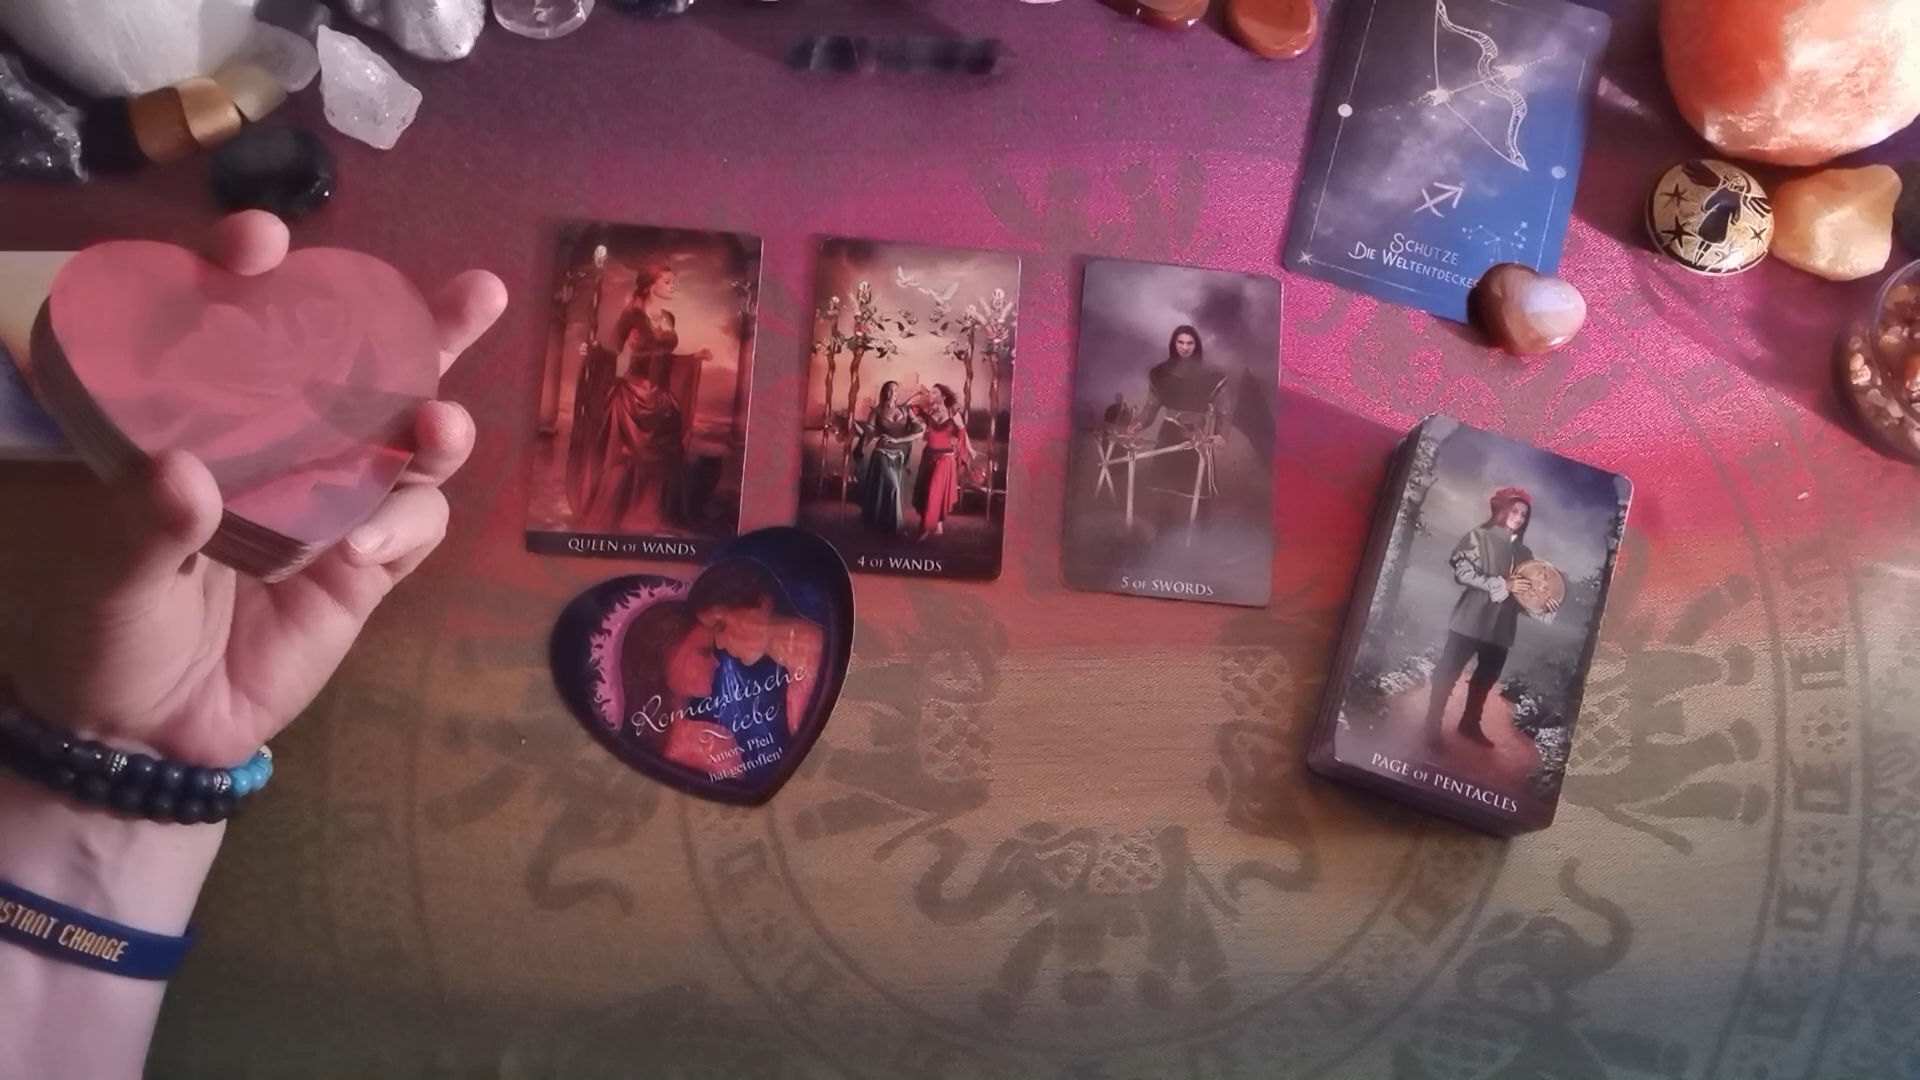 SCHÜTZE
DIE WELTENTDECKER
QUEEN OF WANDS
4 OF WANDS
5 OF SWORDS
Romantische
Liebe
Amors Pfeil
hat getroffen!
PAGE OF PENTACLES
STANT CHANGE